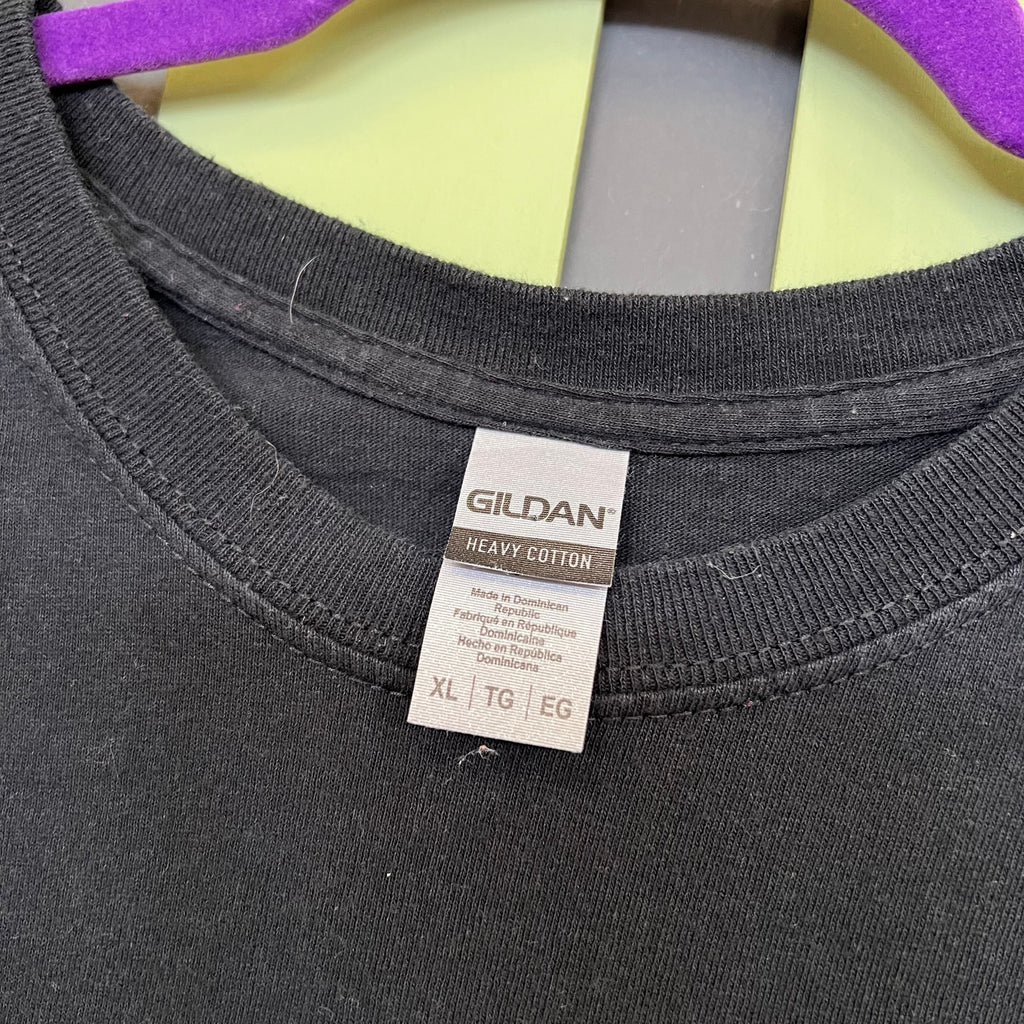 GILDAN®
HEAVY COTTON
Made in Dominican
Republic
Fabriqué en République
Dominicaine
Hecho en República
Dominicana
XL | TG | EG